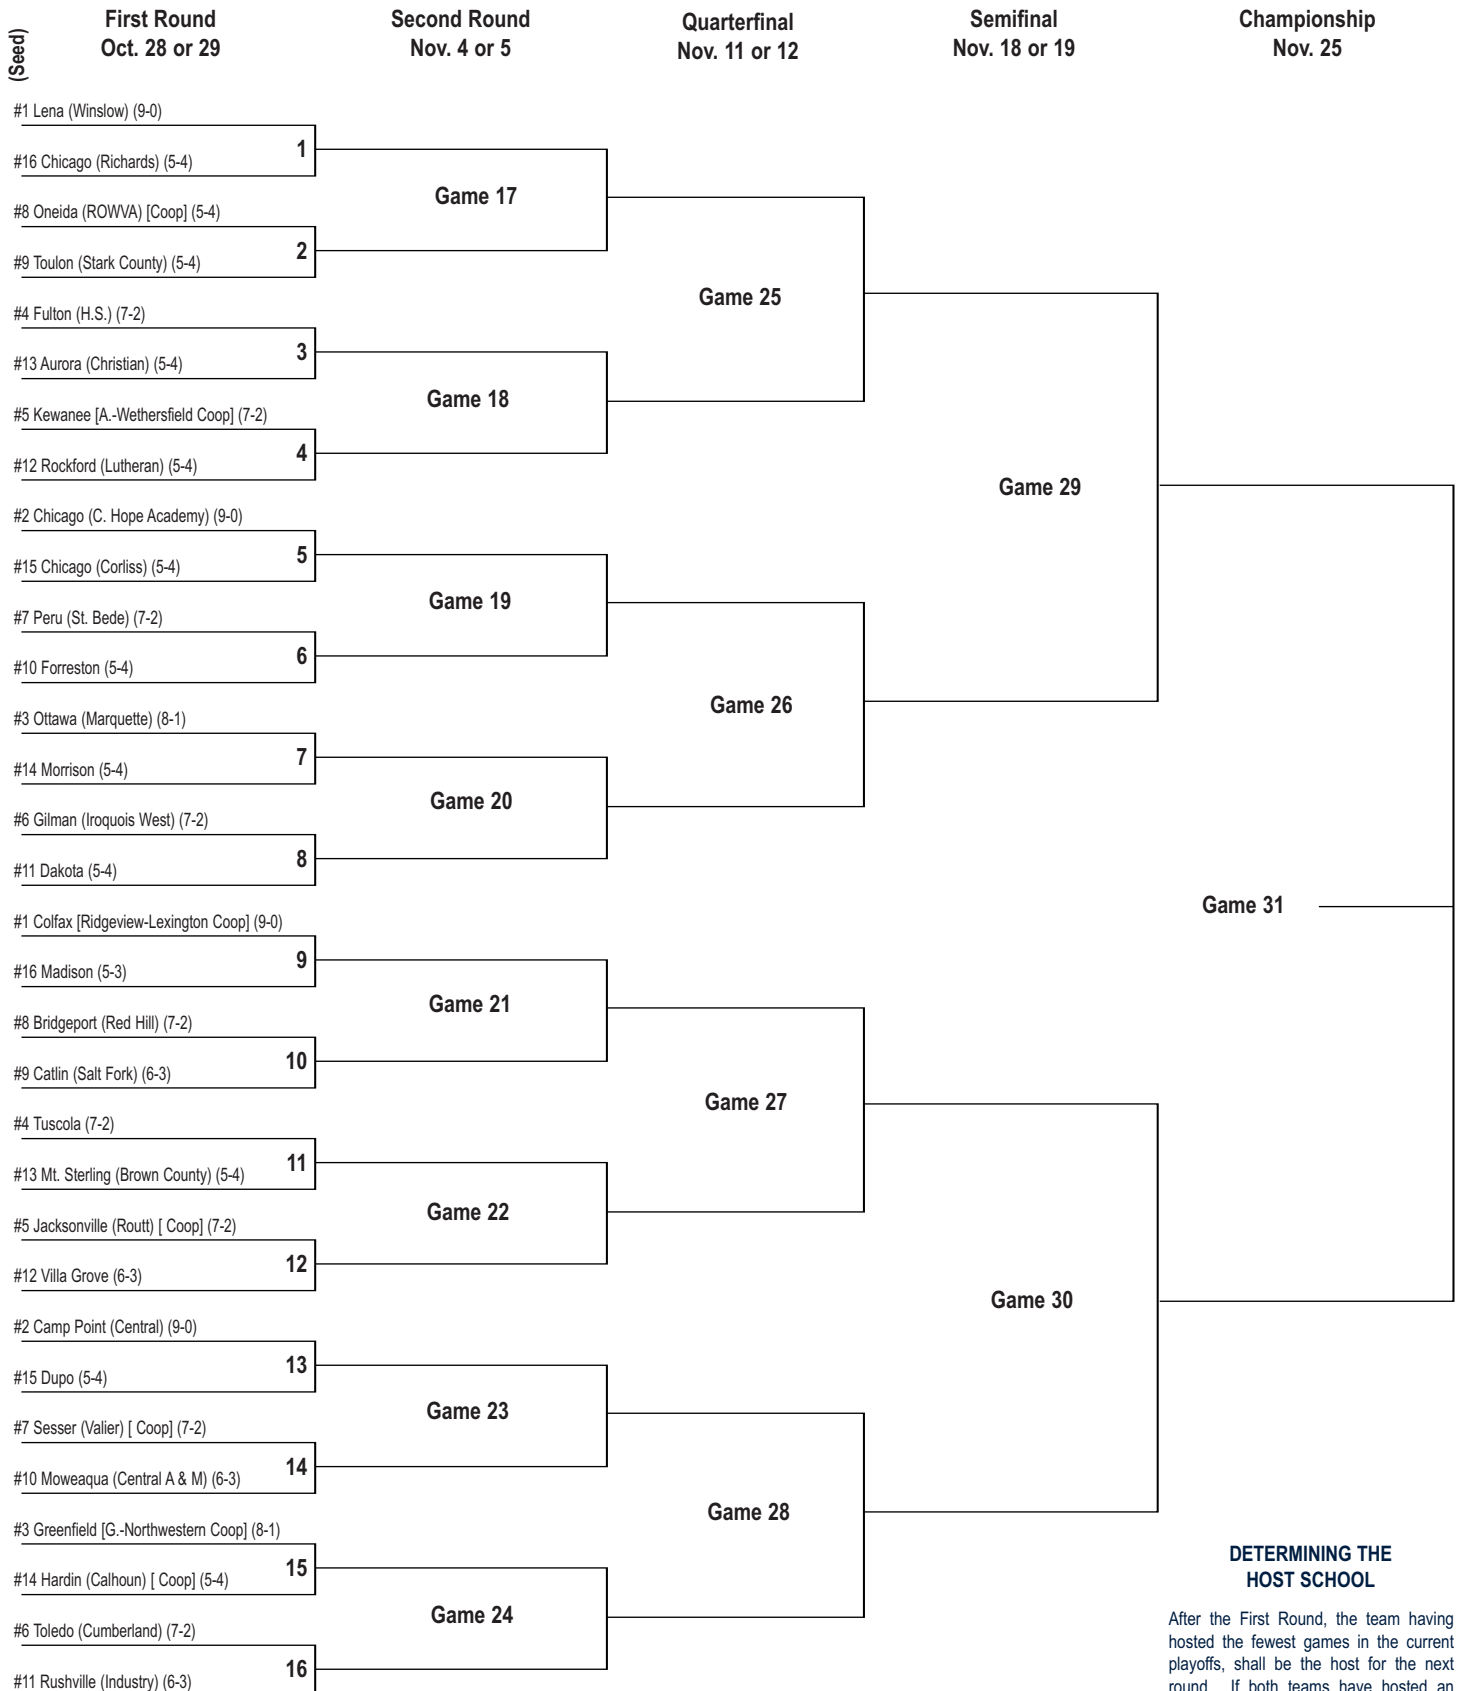 (Seed)
First Round
Oct. 28 or 29
Second Round
Nov. 4 or 5
Quarterfinal
Nov. 11 or 12
Semifinal
Nov. 18 or 19
Championship
Nov. 25
#1 Lena (Winslow) (9-0)
1
#16 Chicago (Richards) (5-4)
Game 17
#8 Oneida (ROWVA) [Coop] (5-4)
2
#9 Toulon (Stark County) (5-4)
Game 25
#4 Fulton (H.S.) (7-2)
3
#13 Aurora (Christian) (5-4)
Game 18
#5 Kewanee [A.-Wethersfield Coop] (7-2)
4
#12 Rockford (Lutheran) (5-4)
Game 29
#2 Chicago (C. Hope Academy) (9-0)
5
#15 Chicago (Corliss) (5-4)
Game 19
#7 Peru (St. Bede) (7-2)
6
#10 Forreston (5-4)
Game 26
#3 Ottawa (Marquette) (8-1)
7
#14 Morrison (5-4)
Game 20
#6 Gilman (Iroquois West) (7-2)
8
#11 Dakota (5-4)
Game 31
#1 Colfax [Ridgeview-Lexington Coop] (9-0)
9
#16 Madison (5-3)
Game 21
#8 Bridgeport (Red Hill) (7-2)
10
#9 Catlin (Salt Fork) (6-3)
Game 27
#4 Tuscola (7-2)
11
#13 Mt. Sterling (Brown County) (5-4)
Game 22
#5 Jacksonville (Routt) [ Coop] (7-2)
12
#12 Villa Grove (6-3)
Game 30
#2 Camp Point (Central) (9-0)
13
#15 Dupo (5-4)
Game 23
#7 Sesser (Valier) [ Coop] (7-2)
14
#10 Moweaqua (Central A & M) (6-3)
Game 28
#3 Greenfield [G.-Northwestern Coop] (8-1)
15
#14 Hardin (Calhoun) [ Coop] (5-4)
Game 24
#6 Toledo (Cumberland) (7-2)
16
#11 Rushville (Industry) (6-3)
DETERMINING THE
HOST SCHOOL
After the First Round, the team having
hosted the fewest games in the current
playoffs, shall be the host for the next
round. If both teams have hosted an